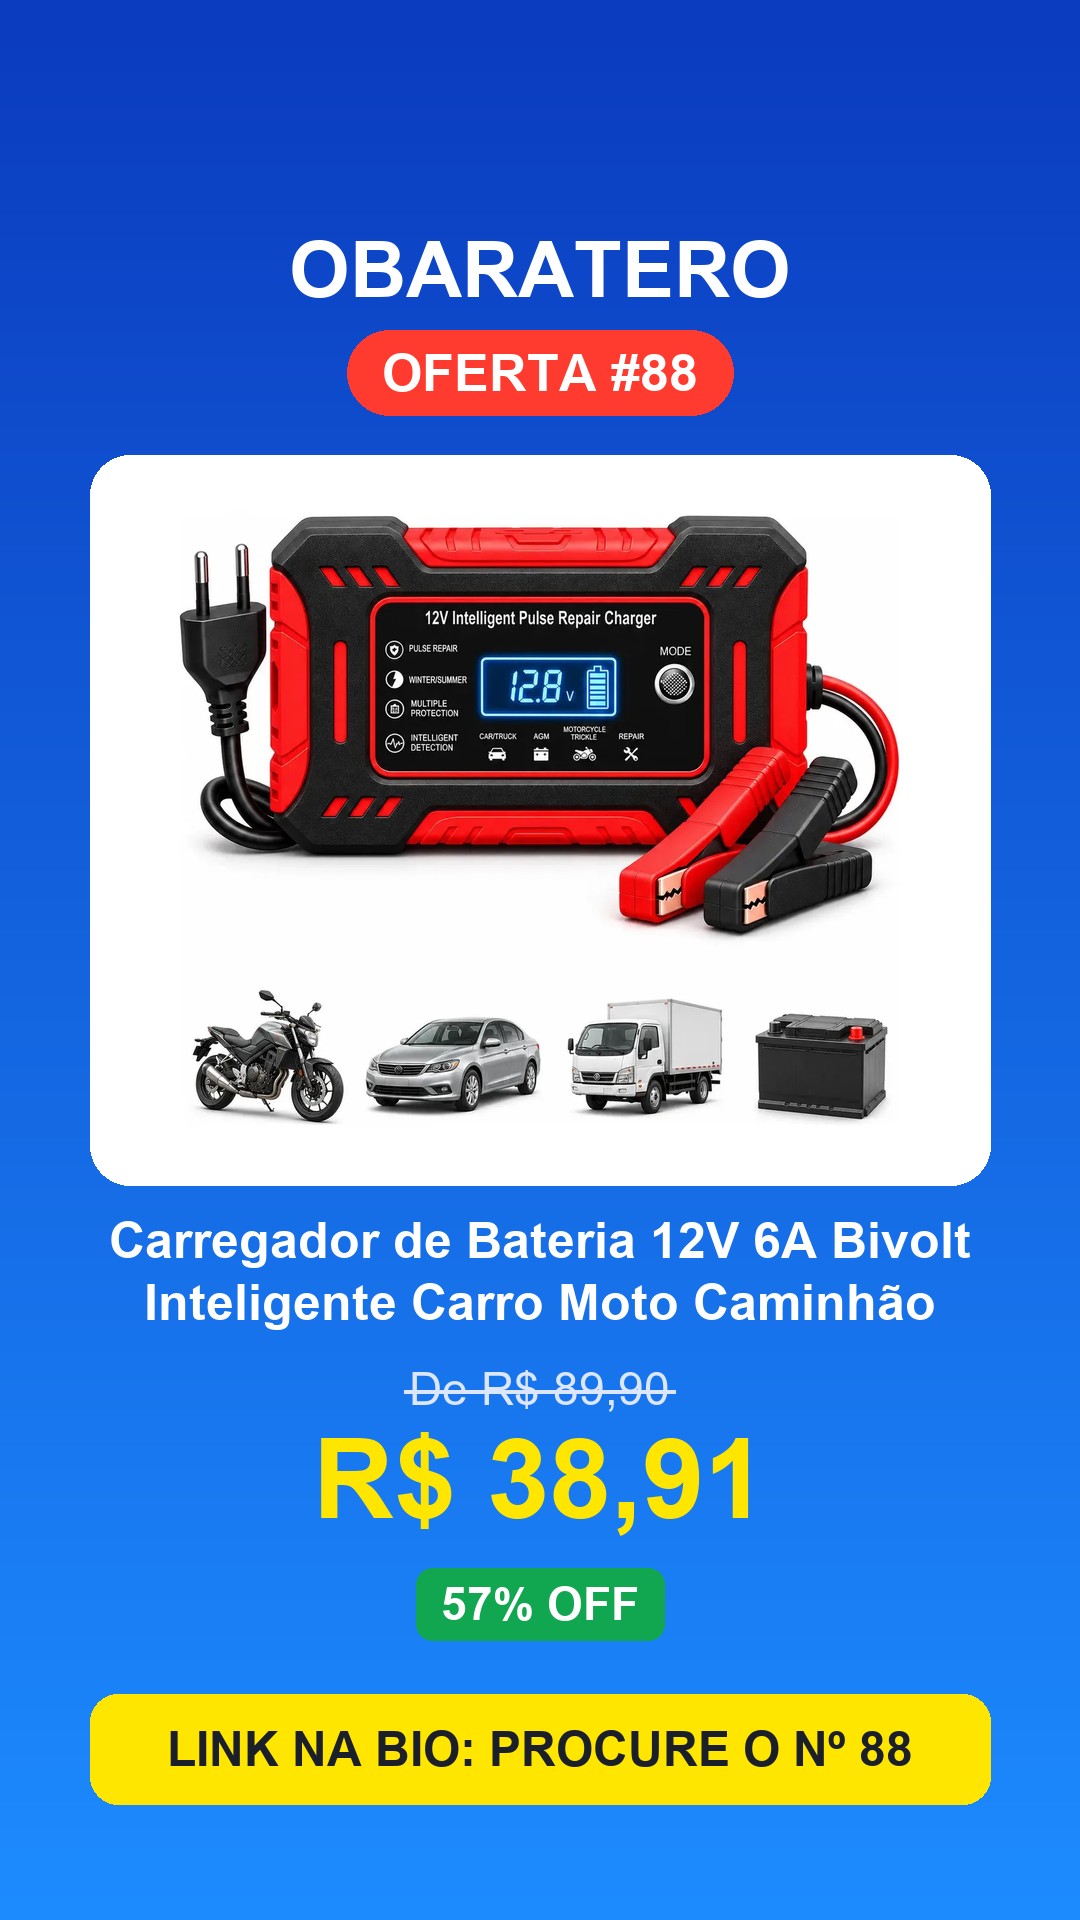 OBARATERO
OFERTA #88
12V Intelligent Pulse Repair Charger
PULSE REPAIR
WINTER/SUMMER
MULTIPLE
PROTECTION
INTELLIGENT
DETECTION
12.8 V
MODE
CAR/TRUCK
AGM
MOTORCYCLE
TRICKLE
REPAIR
Carregador de Bateria 12V 6A Bivolt
Inteligente Carro Moto Caminhão
De R$ 89,90
R$ 38,91
57% OFF
LINK NA BIO: PROCURE O Nº 88